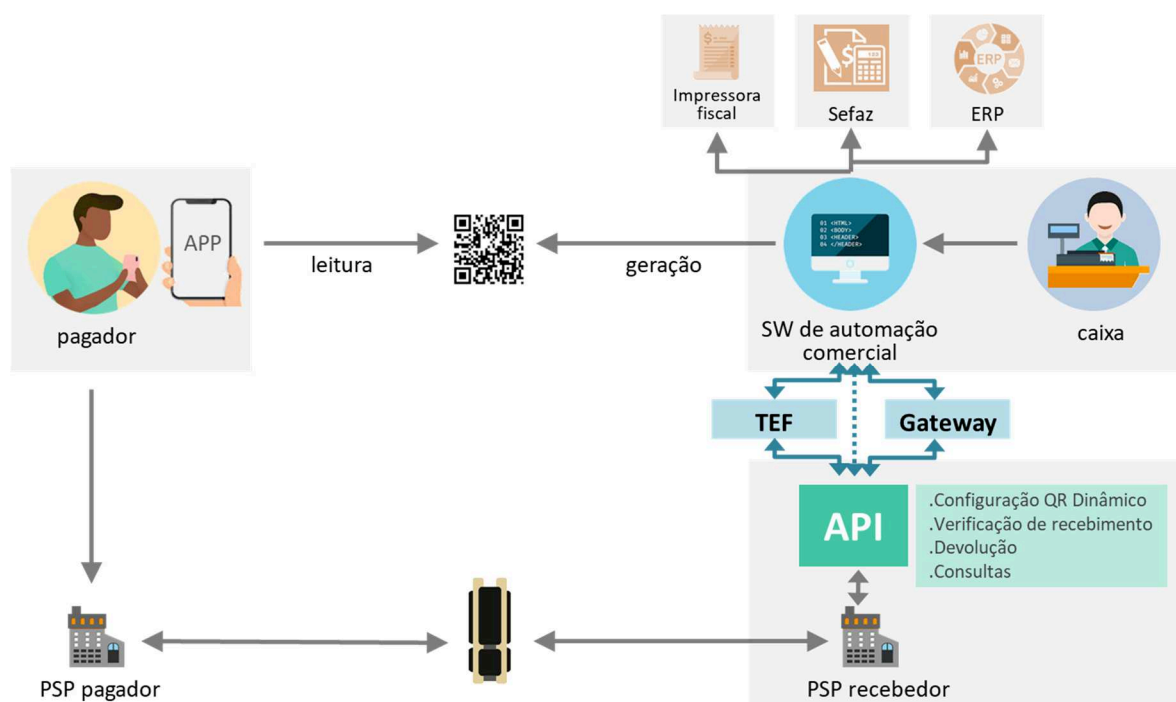 Impressora
fiscal
Sefaz
ERP
ERP
APP
pagador
leitura
geração
01 <HTML>
02 <BODY>
03 <HEADER>
04 </HEADER>
SW de automação
comercial
caixa
TEF
Gateway
API
.Configuração QR Dinâmico
.Verificação de recebimento
.Devolução
.Consultas
PSP pagador
PSP recebedor